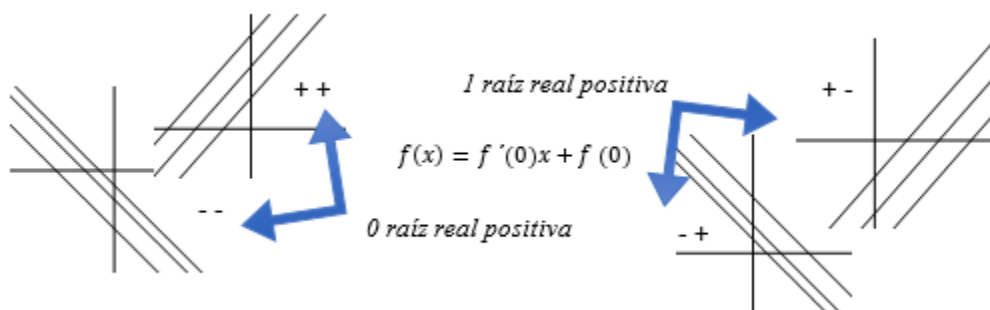 + +
1 raíz real positiva
+ -
f(x) = f ´(0)x + f (0)
- -
0 raíz real positiva
- +